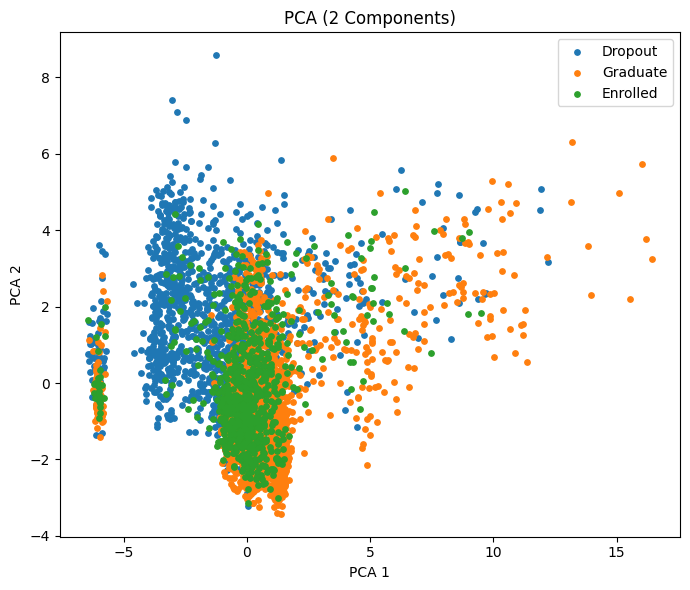 PCA (2 Components)
Dropout
Graduate
Enrolled
PCA 2
8
6
4
2
0
−2
−4
−5
0
5
10
15
PCA 1